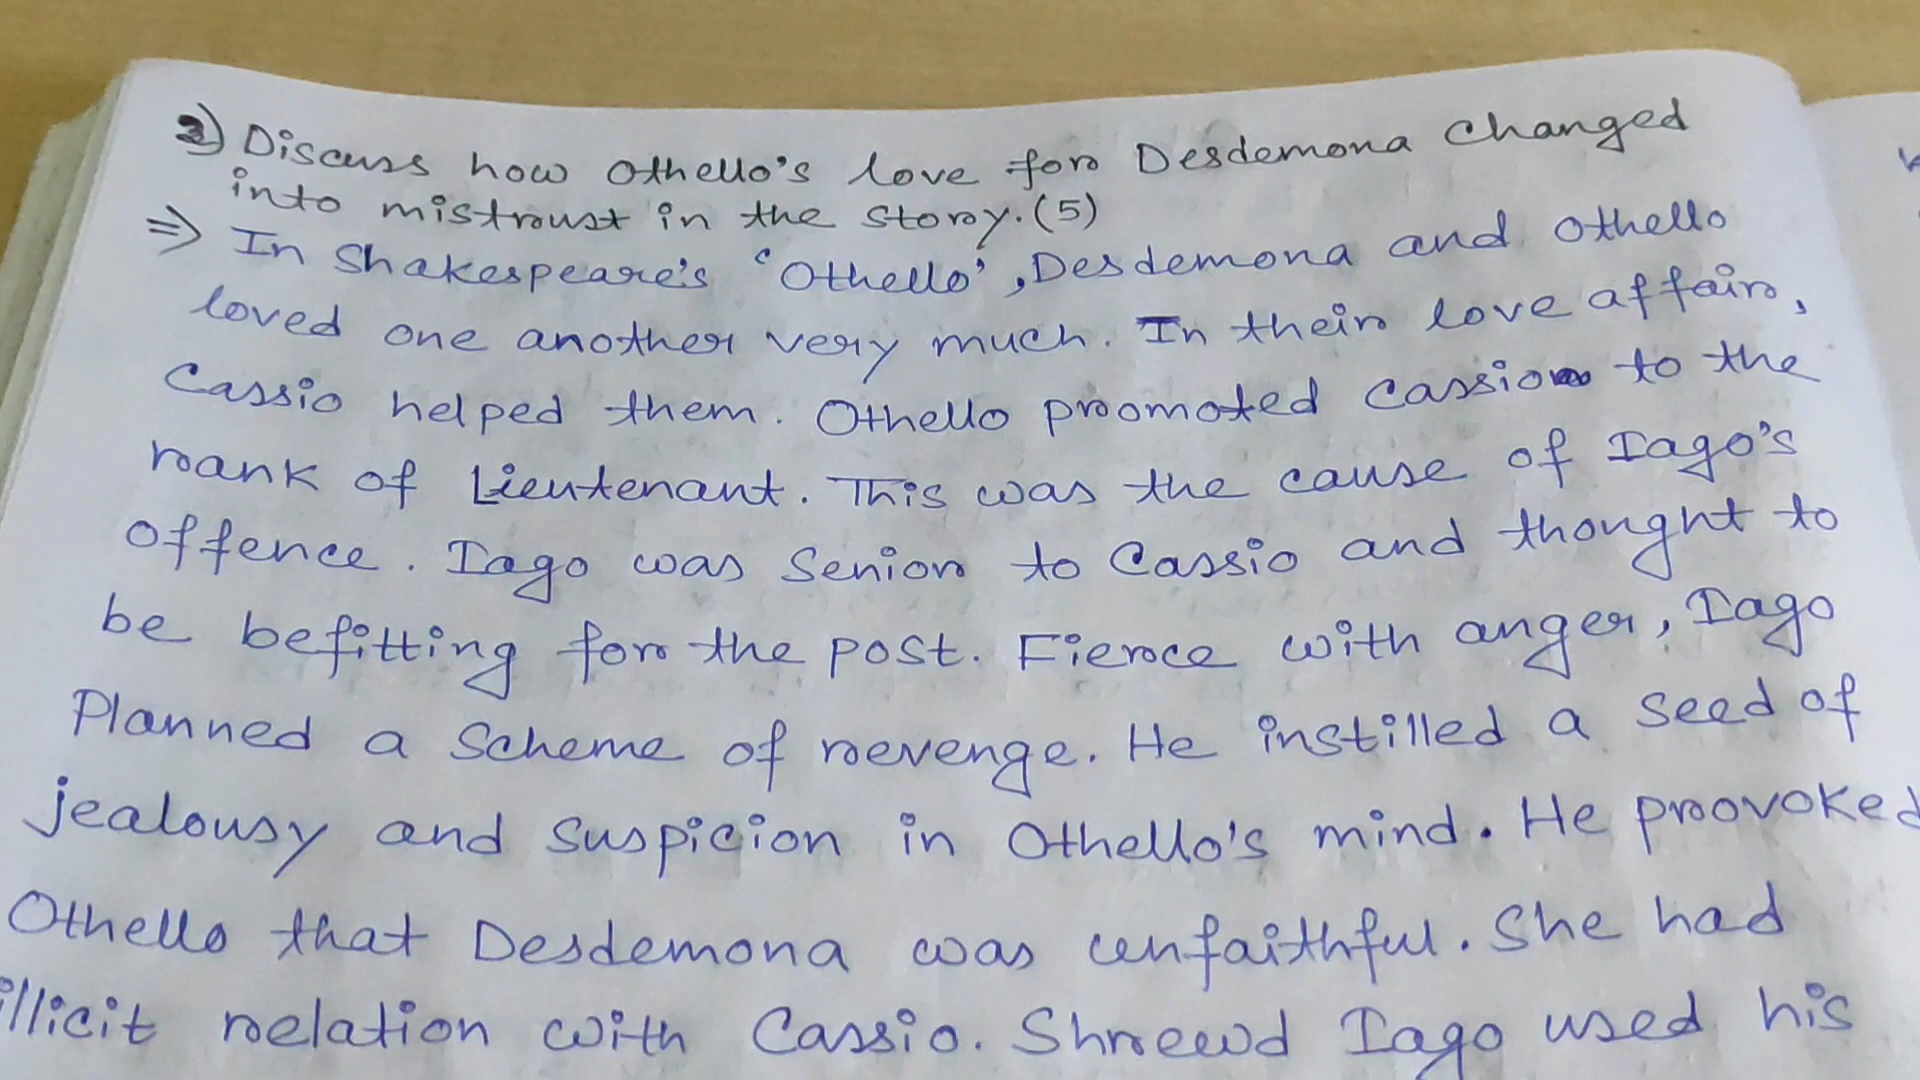 2) Discuss how Othello's love for Desdemona changed
into mistrust in the story. (5)
⇒ In Shakespeare's 'Othello', Desdemona and Othello
loved one another very much. In their love affair,
Cassio helped them. Othello promoted Cassio to the
rank of Lieutenant. This was the cause of Iago's
offence. Iago was Senior to Cassio and thought to
be befitting for the post. Fierce with anger, Iago
Planned a Scheme of revenge. He instilled a seed of
jealousy and suspicion in Othello's mind. He provoked
Othello that Desdemona was unfaithful. She had
illicit relation with Cassio. Shrewd Iago used his